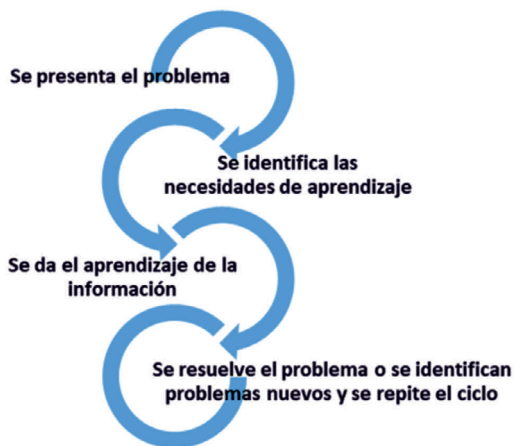 Se presenta el problema
Se identifica las
necesidades de aprendizaje
Se da el aprendizaje de la
información
Se resuelve el problema o se identifican
problemas nuevos y se repite el ciclo